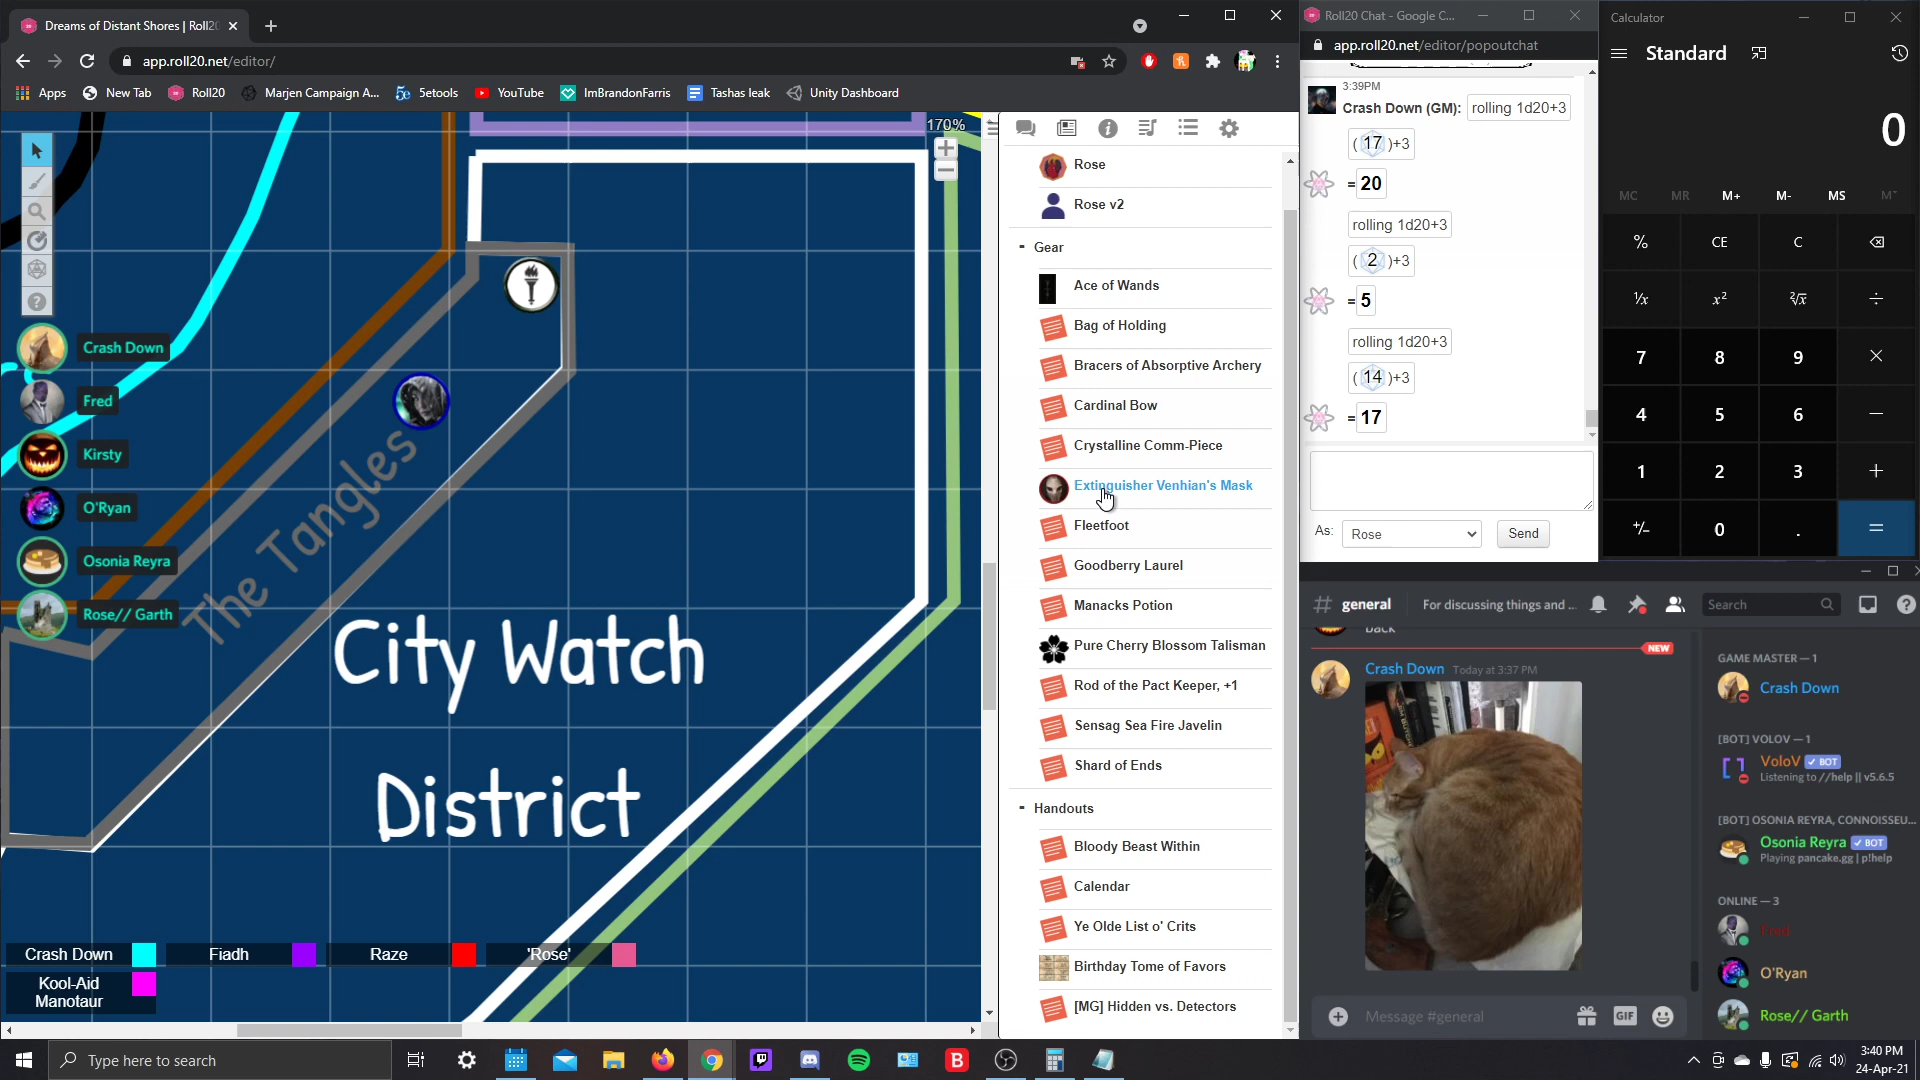 Dreams of Distant Shores | Roll20
app.roll20.net/editor/
Apps
New Tab
Roll20
Marjen Campaign A...
5etools
YouTube
ImBrandonFarris
Tashas leak
Unity Dashboard
170%
Crash Down
Fred
Kirsty
O'Ryan
Osonia Reyra
Rose// Garth
The Tangles
City Watch
District
Crash Down
Fiadh
Raze
'Rose'
Kool-Aid
Manotaur
Rose
Rose v2
Gear
Ace of Wands
Bag of Holding
Bracers of Absorptive Archery
Cardinal Bow
Crystalline Comm-Piece
Extinguisher Venhian's Mask
Fleetfoot
Goodberry Laurel
Manacks Potion
Pure Cherry Blossom Talisman
Rod of the Pact Keeper, +1
Sensag Sea Fire Javelin
Shard of Ends
Handouts
Bloody Beast Within
Calendar
Ye Olde List o' Crits
Birthday Tome of Favors
[MG] Hidden vs. Detectors
Roll20 Chat - Google C...
app.roll20.net/editor/popoutchat
3:39PM
Crash Down (GM): rolling 1d20+3
(17)+3
=20
rolling 1d20+3
(2)+3
=5
rolling 1d20+3
(14)+3
=17
As: Rose Send
Calculator
Standard
0
MC MR M+ M- MS M˅
% CE C
¹/x x² ²√x ÷
7 8 9 ×
4 5 6 −
1 2 3 +
+/- 0 . =
# general
For discussing things and ...
Search
back
NEW
Crash Down Today at 3:37 PM
Message #general
GIF
GAME MASTER — 1
Crash Down
[BOT] VOLOV — 1
VoloV ✓ BOT
Listening to //help || v5.6.5
[BOT] OSONIA REYRA, CONNOISSEU...
Osonia Reyra ✓ BOT
Playing pancake.gg | p!help
ONLINE — 3
Fred
O'Ryan
Rose// Garth
Type here to search
3:40 PM
24-Apr-21